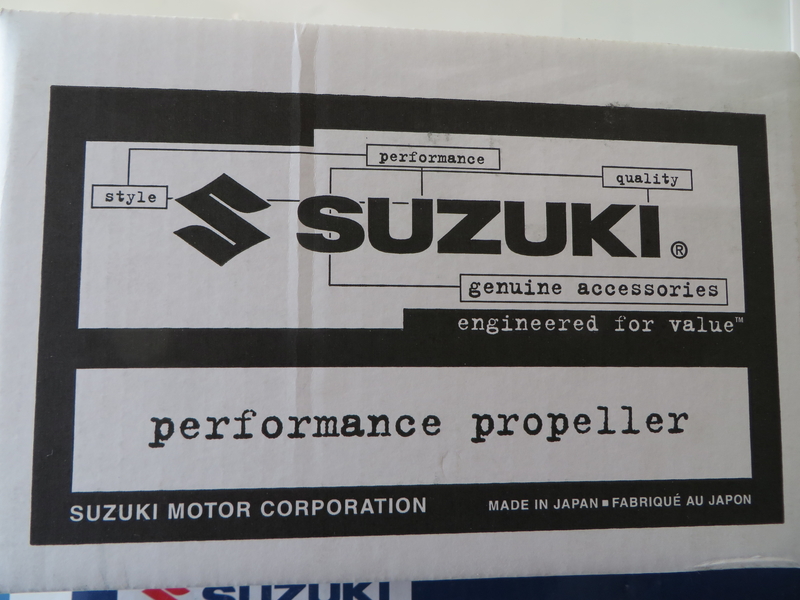 performance
quality
style
SUZUKI®
genuine accessories
engineered for value™
performance propeller
SUZUKI MOTOR CORPORATION
MADE IN JAPAN ■ FABRIQUÉ AU JAPON
SUZUKI